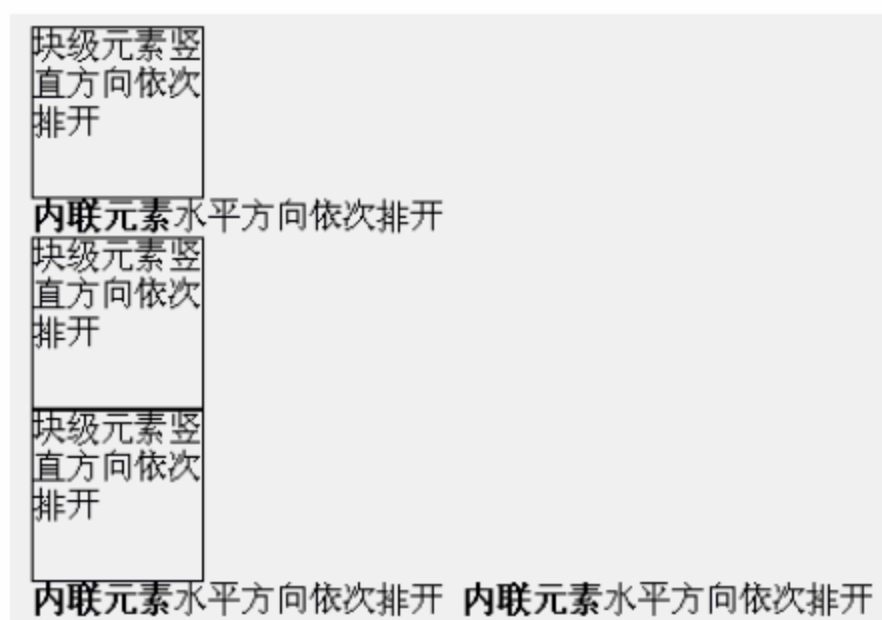 块级元素竖
直方向依次
排开
内联元素水平方向依次排开
块级元素竖
直方向依次
排开
块级元素竖
直方向依次
排开
内联元素水平方向依次排开 内联元素水平方向依次排开